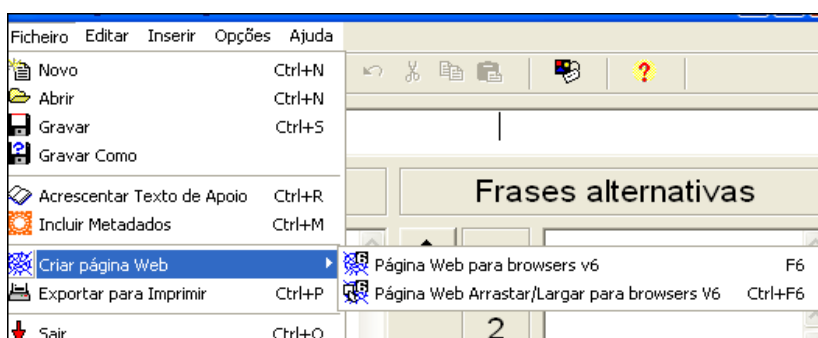 Ficheiro Editar Inserir Opções Ajuda
Novo Ctrl+N
Abrir Ctrl+N
Gravar Ctrl+S
Gravar Como
Acrescentar Texto de Apoio Ctrl+R
Incluir Metadados Ctrl+M
Criar página Web
Exportar para Imprimir Ctrl+P
Sair Ctrl+Q
?
Frases alternativas
6 Página Web para browsers v6 F6
6 Página Web Arrastar/Largar para browsers V6 Ctrl+F6
2